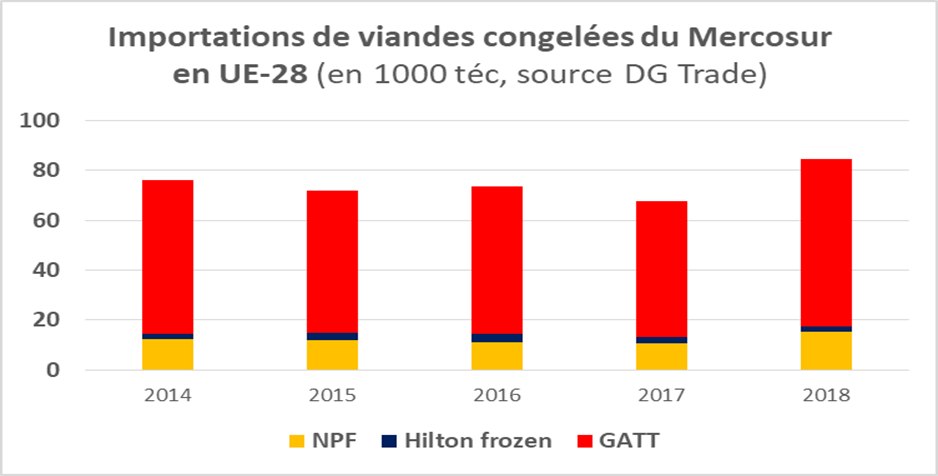 Importations de viandes congelées du Mercosur
en UE-28 (en 1000 téc, source DG Trade)
100
80
60
40
20
0
2014 2015 2016 2017 2018
NPF Hilton frozen GATT